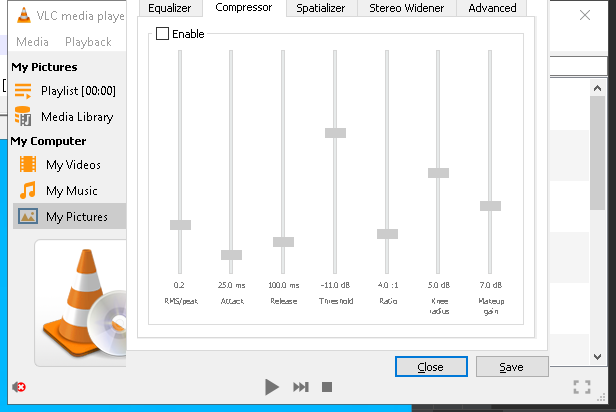 VLC media playe
Media Playback
My Pictures
Playlist [00:00]
Media Library
My Computer
My Videos
My Music
My Pictures
Equalizer Compressor Spatializer Stereo Widener Advanced
Enable
0.2 25.0 ms 100.0 ms -11.0 dB 4.0 :1 5.0 dB 7.0 dB
RMS/peak Attack Release Threshold Ratio Knee radius Makeup gain
Close Save